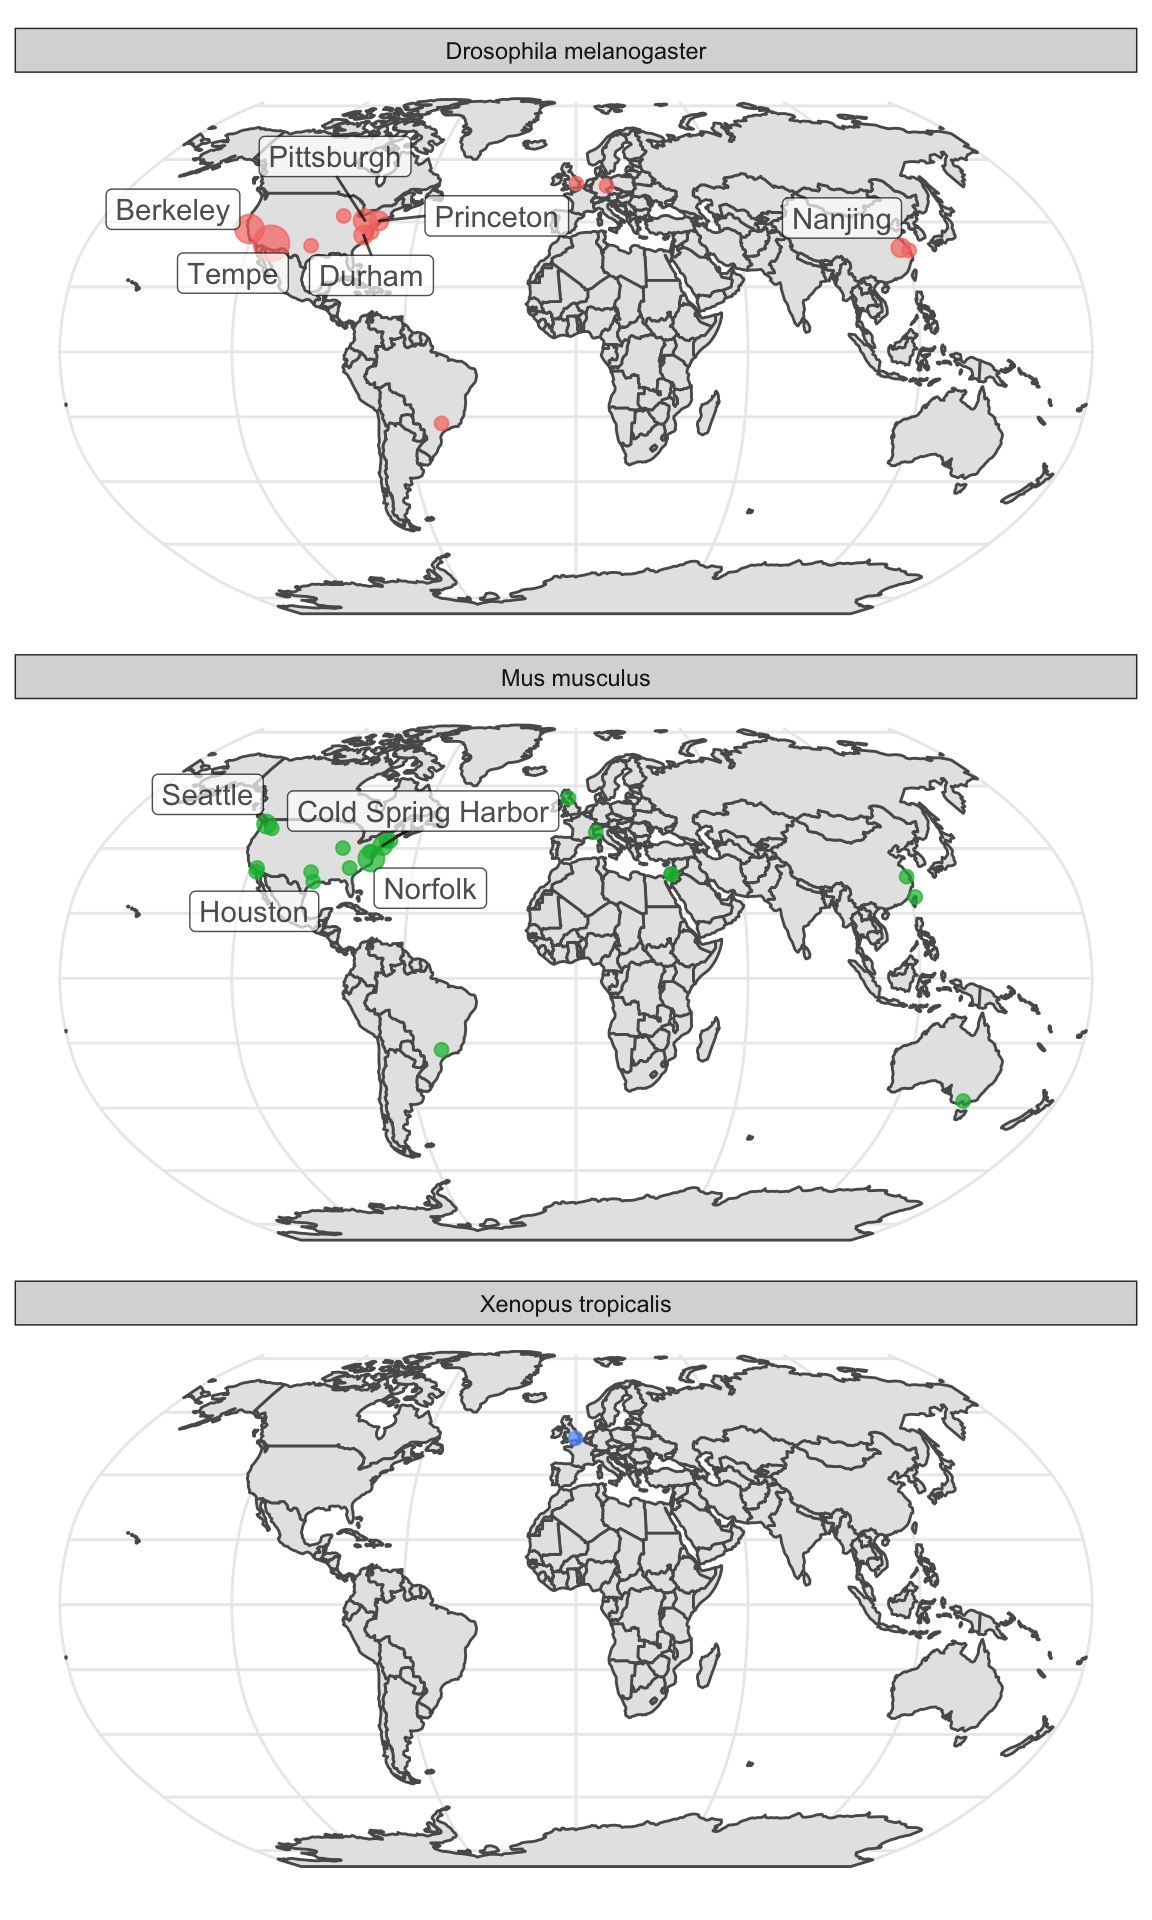 Drosophila melanogaster
Pittsburgh
Berkeley
Princeton
Nanjing
Tempe
Durham
Mus musculus
Seattle
Cold Spring Harbor
Norfolk
Houston
Xenopus tropicalis